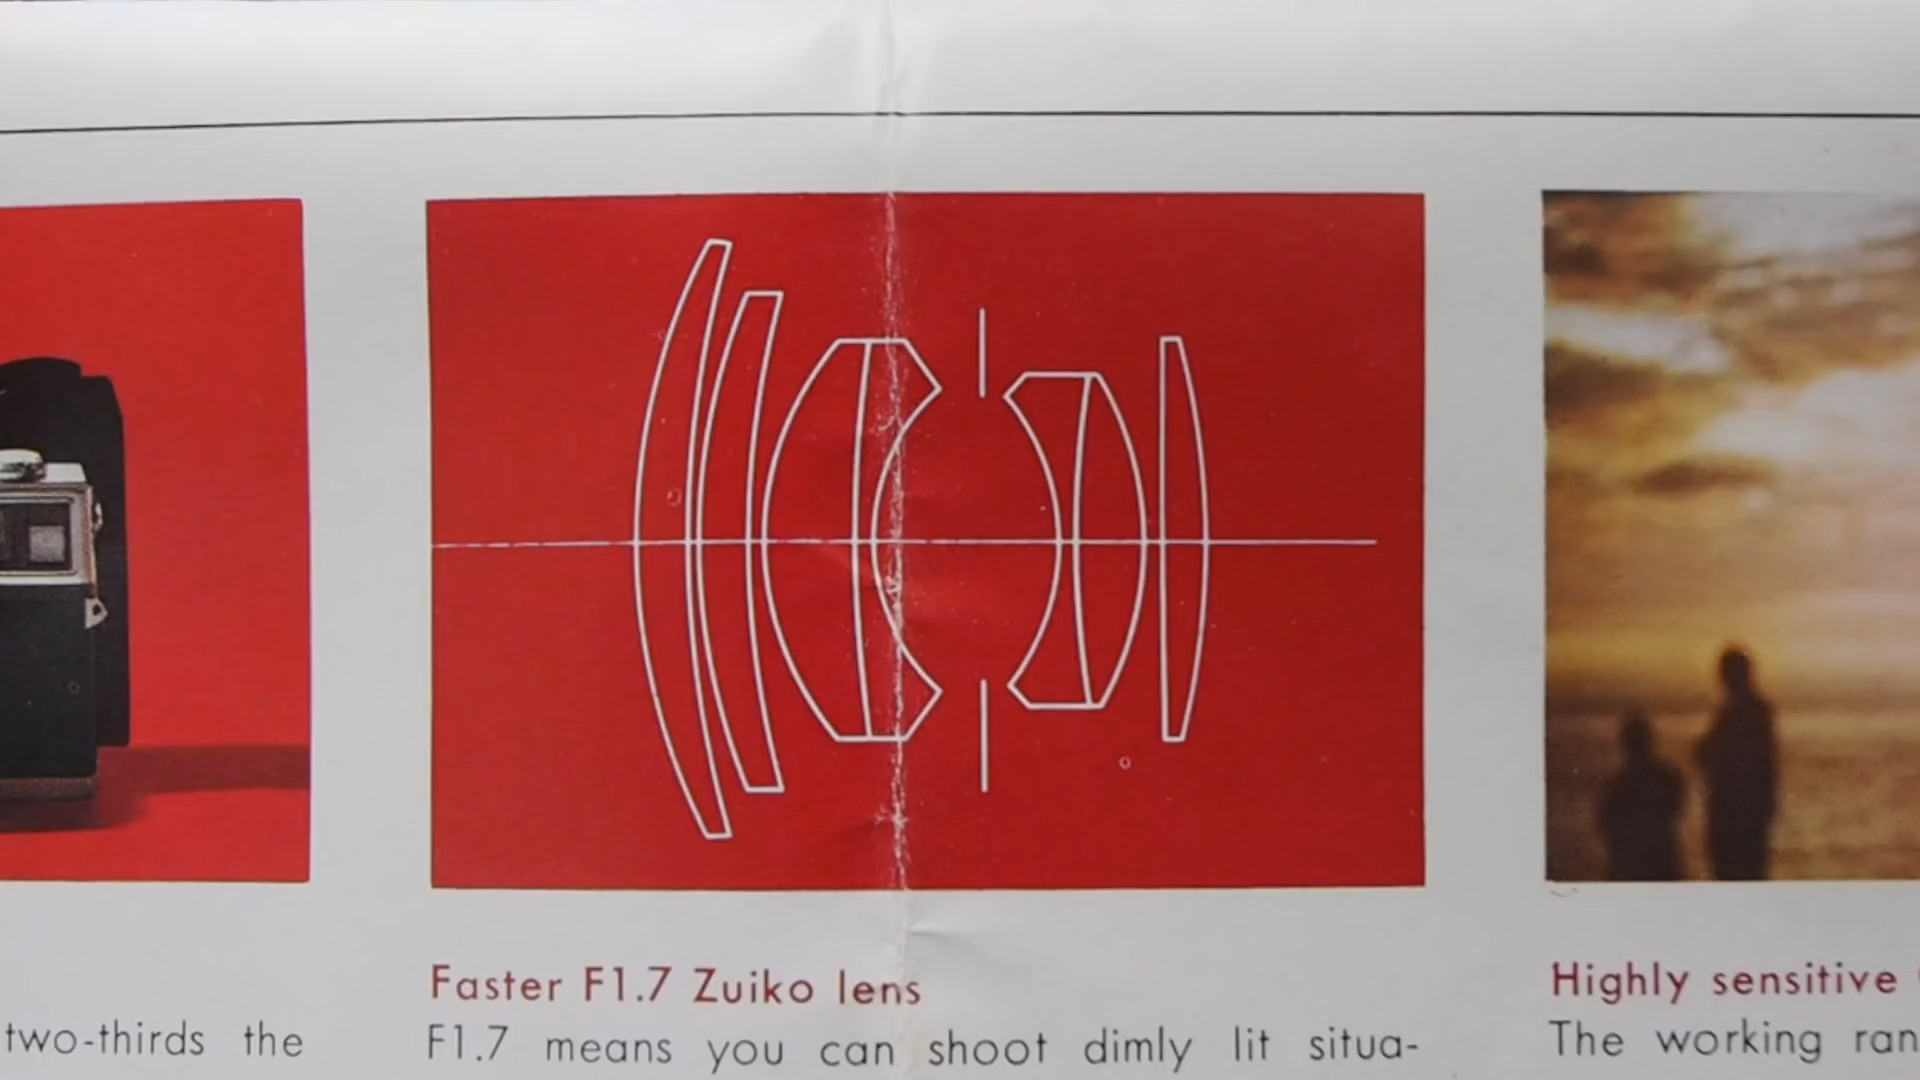 two-thirds the
Faster F1.7 Zuiko lens
F1.7 means you can shoot dimly lit situa-
Highly sensitive
The working ran